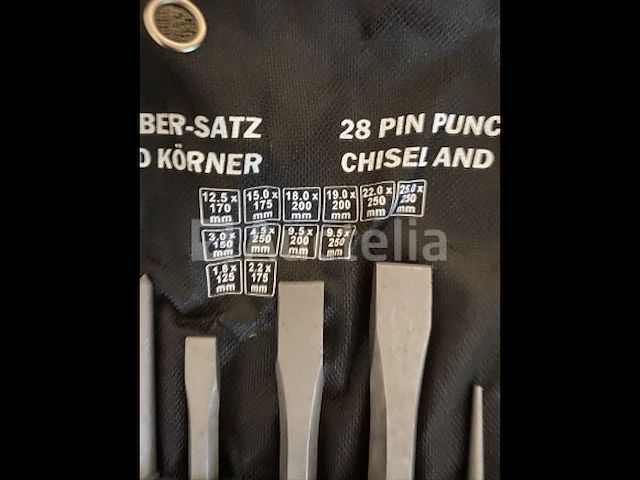 BER-SATZ 28 PIN PUNC
D KÖRNER CHISEL AND
12.5 x 170 mm
15.0 x 175 mm
18.0 x 200 mm
19.0 x 200 mm
22.0 x 250 mm
25.0 x 250 mm
3.0 x 150 mm
4.5 x 250 mm
9.5 x 200 mm
9.5 x 250 mm
1.8 x 125 mm
2.2 x 175 mm